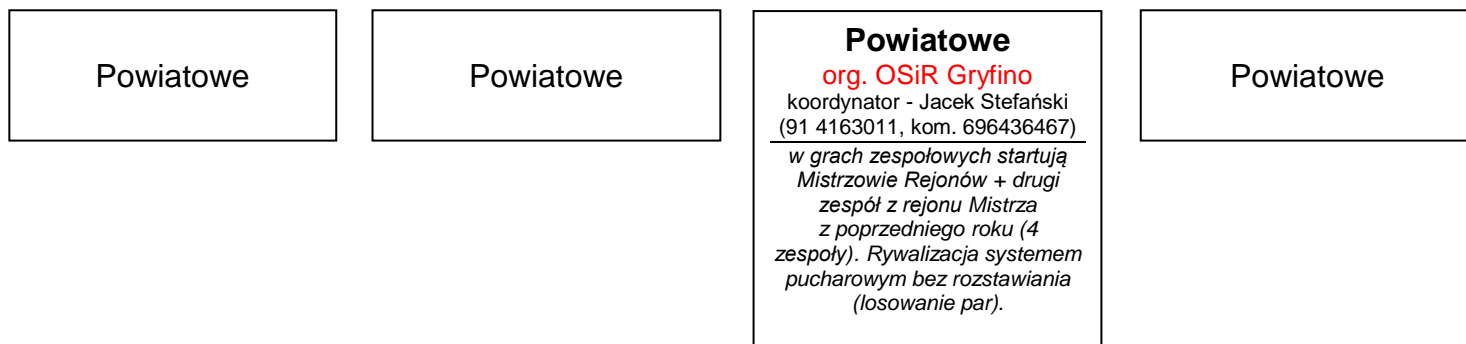 Powiatowe
Powiatowe
Powiatowe
org. OSiR Gryfino
koordynator - Jacek Stefański
(91 4163011, kom. 696436467)
w grach zespołowych startują
Mistrzowie Rejonów + drugi
zespół z rejonu Mistrza
z poprzedniego roku (4
zespoły). Rywalizacja systemem
pucharowym bez rozstawiania
(losowanie par).
Powiatowe